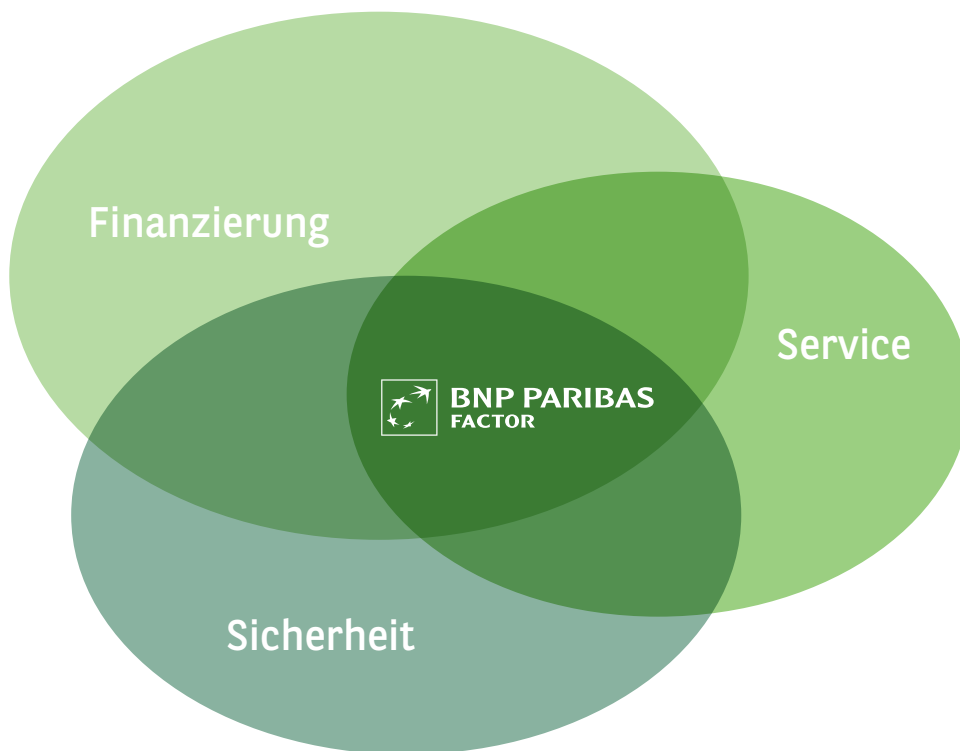 Finanzierung
Service
BNP PARIBAS
FACTOR
Sicherheit